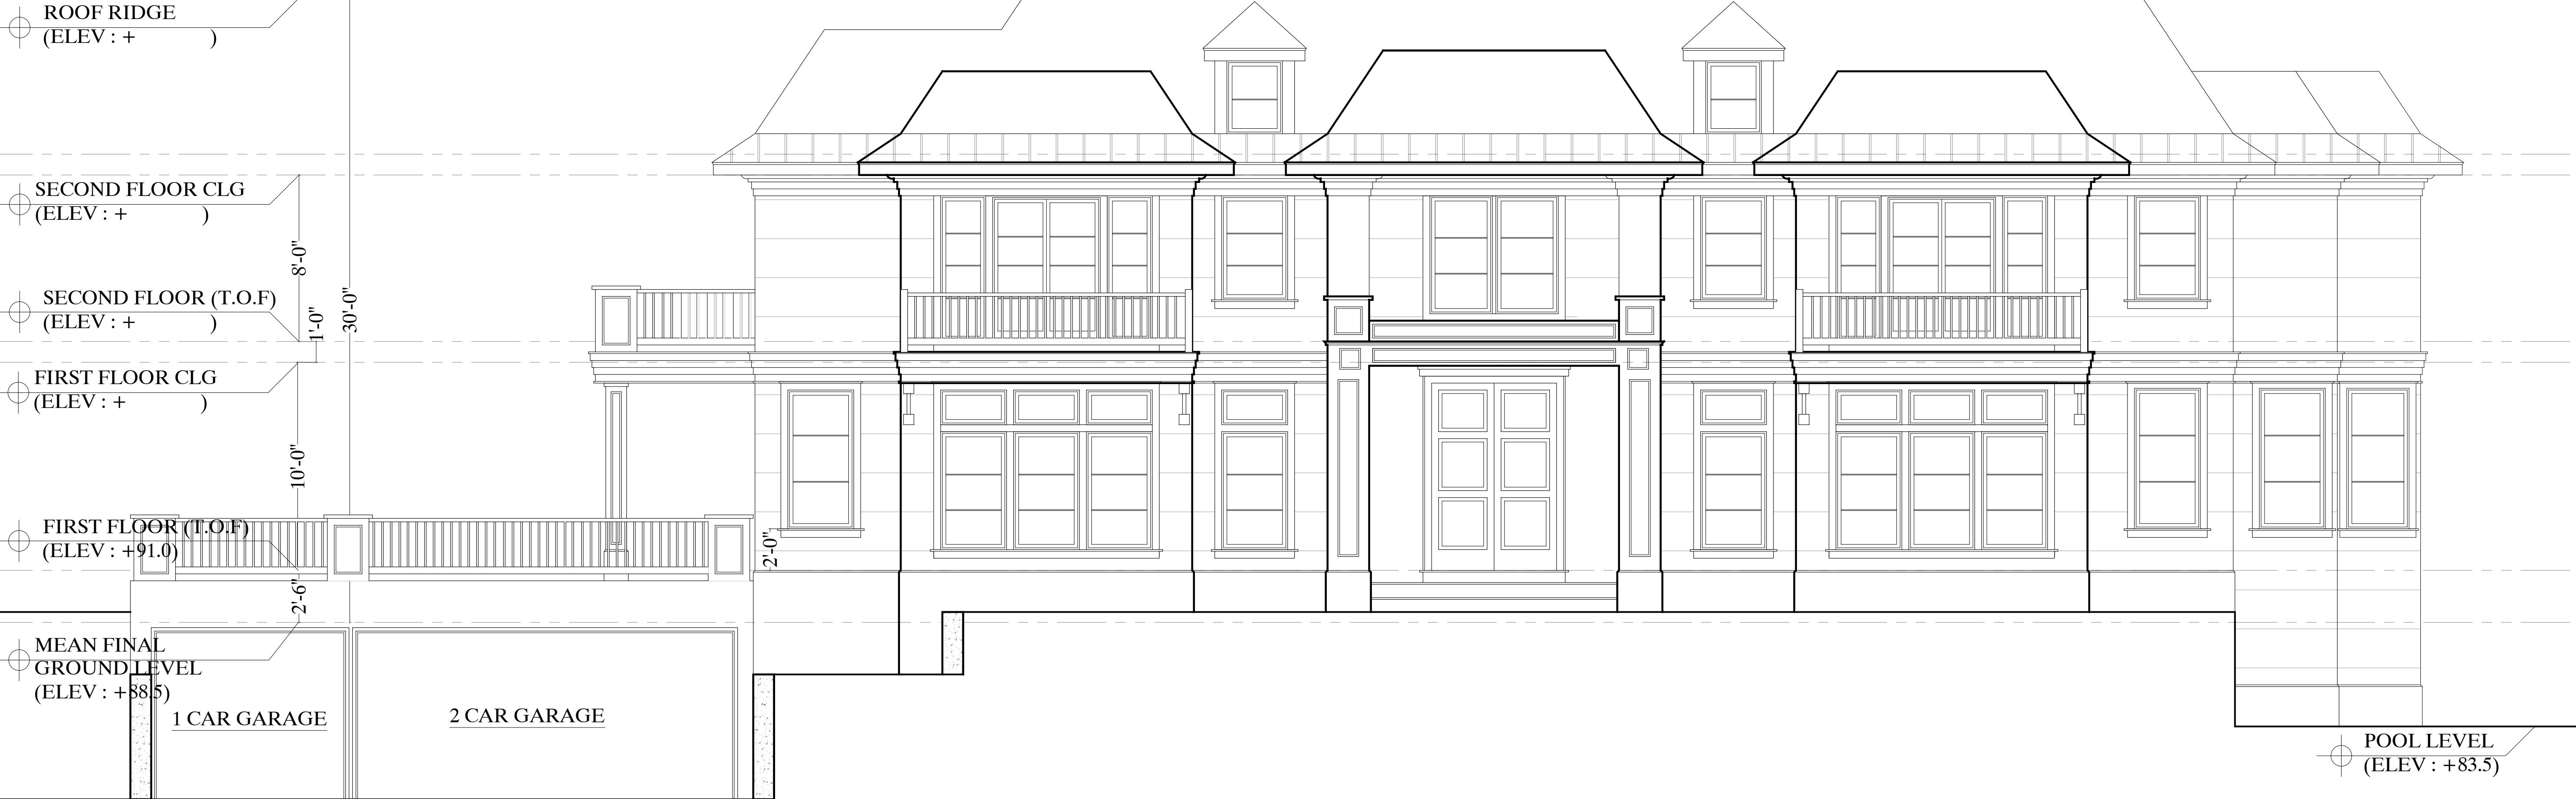 ROOF RIDGE
(ELEV : + )
SECOND FLOOR CLG
(ELEV : + )
8'-0"
SECOND FLOOR (T.O.F)
(ELEV : + )
1'-0"
30'-0"
FIRST FLOOR CLG
(ELEV : + )
10'-0"
FIRST FLOOR (T.O.F)
(ELEV : +91.0)
2'-0"
2'-6"
MEAN FINAL
GROUND LEVEL
(ELEV : +88.5)
1 CAR GARAGE
2 CAR GARAGE
POOL LEVEL
(ELEV : +83.5)